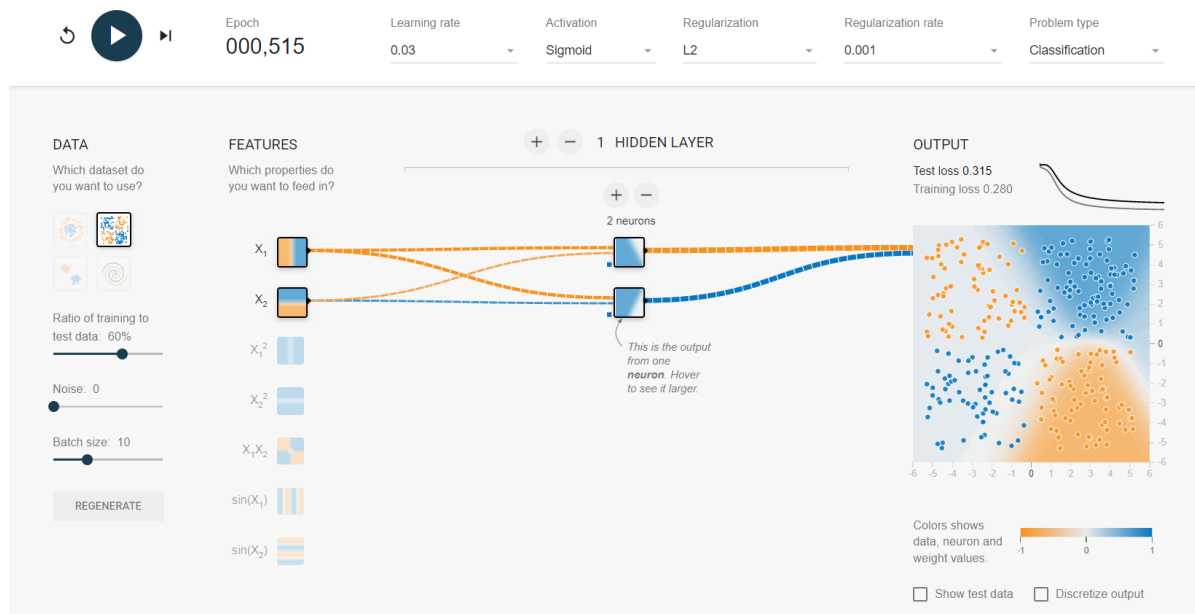 Epoch
000,515
Learning rate
0.03
Activation
Sigmoid
Regularization
L2
Regularization rate
0.001
Problem type
Classification
DATA
Which dataset do
you want to use?
Ratio of training to
test data: 60%
Noise: 0
Batch size: 10
REGENERATE
FEATURES
Which properties do
you want to feed in?
X₁
X₂
X₁²
X₂²
X₁X₂
sin(X₁)
sin(X₂)
1 HIDDEN LAYER
2 neurons
This is the output
from one
neuron. Hover
to see it larger.
OUTPUT
Test loss 0.315
Training loss 0.280
6
5
4
3
2
1
0
-1
-2
-3
-4
-5
-6
-6 -5 -4 -3 -2 -1 0 1 2 3 4 5 6
Colors shows
data, neuron and
weight values.
-1 0 1
Show test data
Discretize output